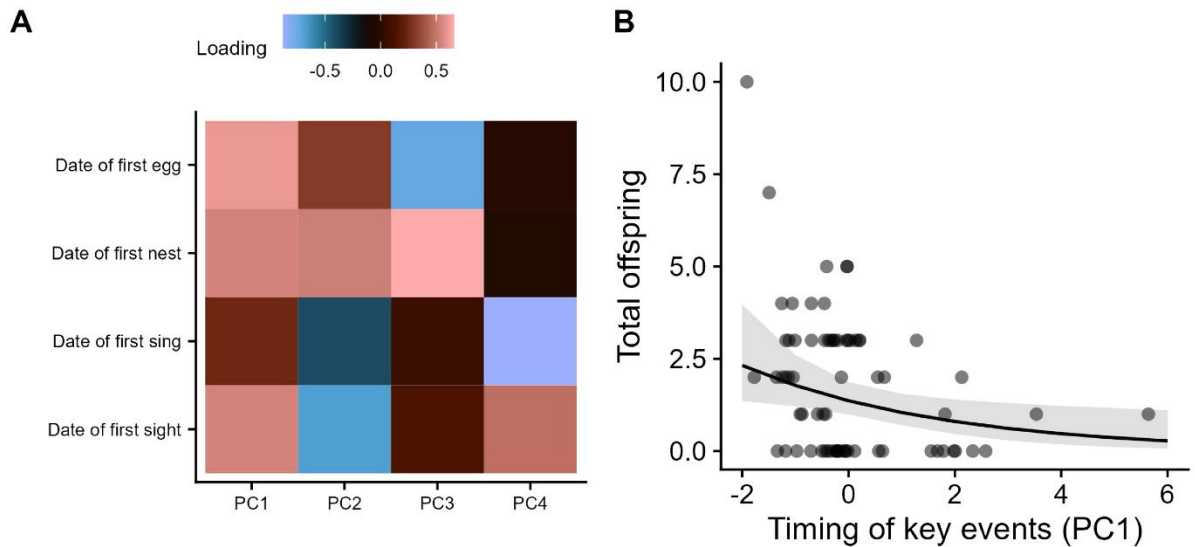 A
Loading
-0.5 0.0 0.5
Date of first egg
Date of first nest
Date of first sing
Date of first sight
PC1 PC2 PC3 PC4
B
Total offspring
10.0
7.5
5.0
2.5
0.0
-2 0 2 4 6
Timing of key events (PC1)